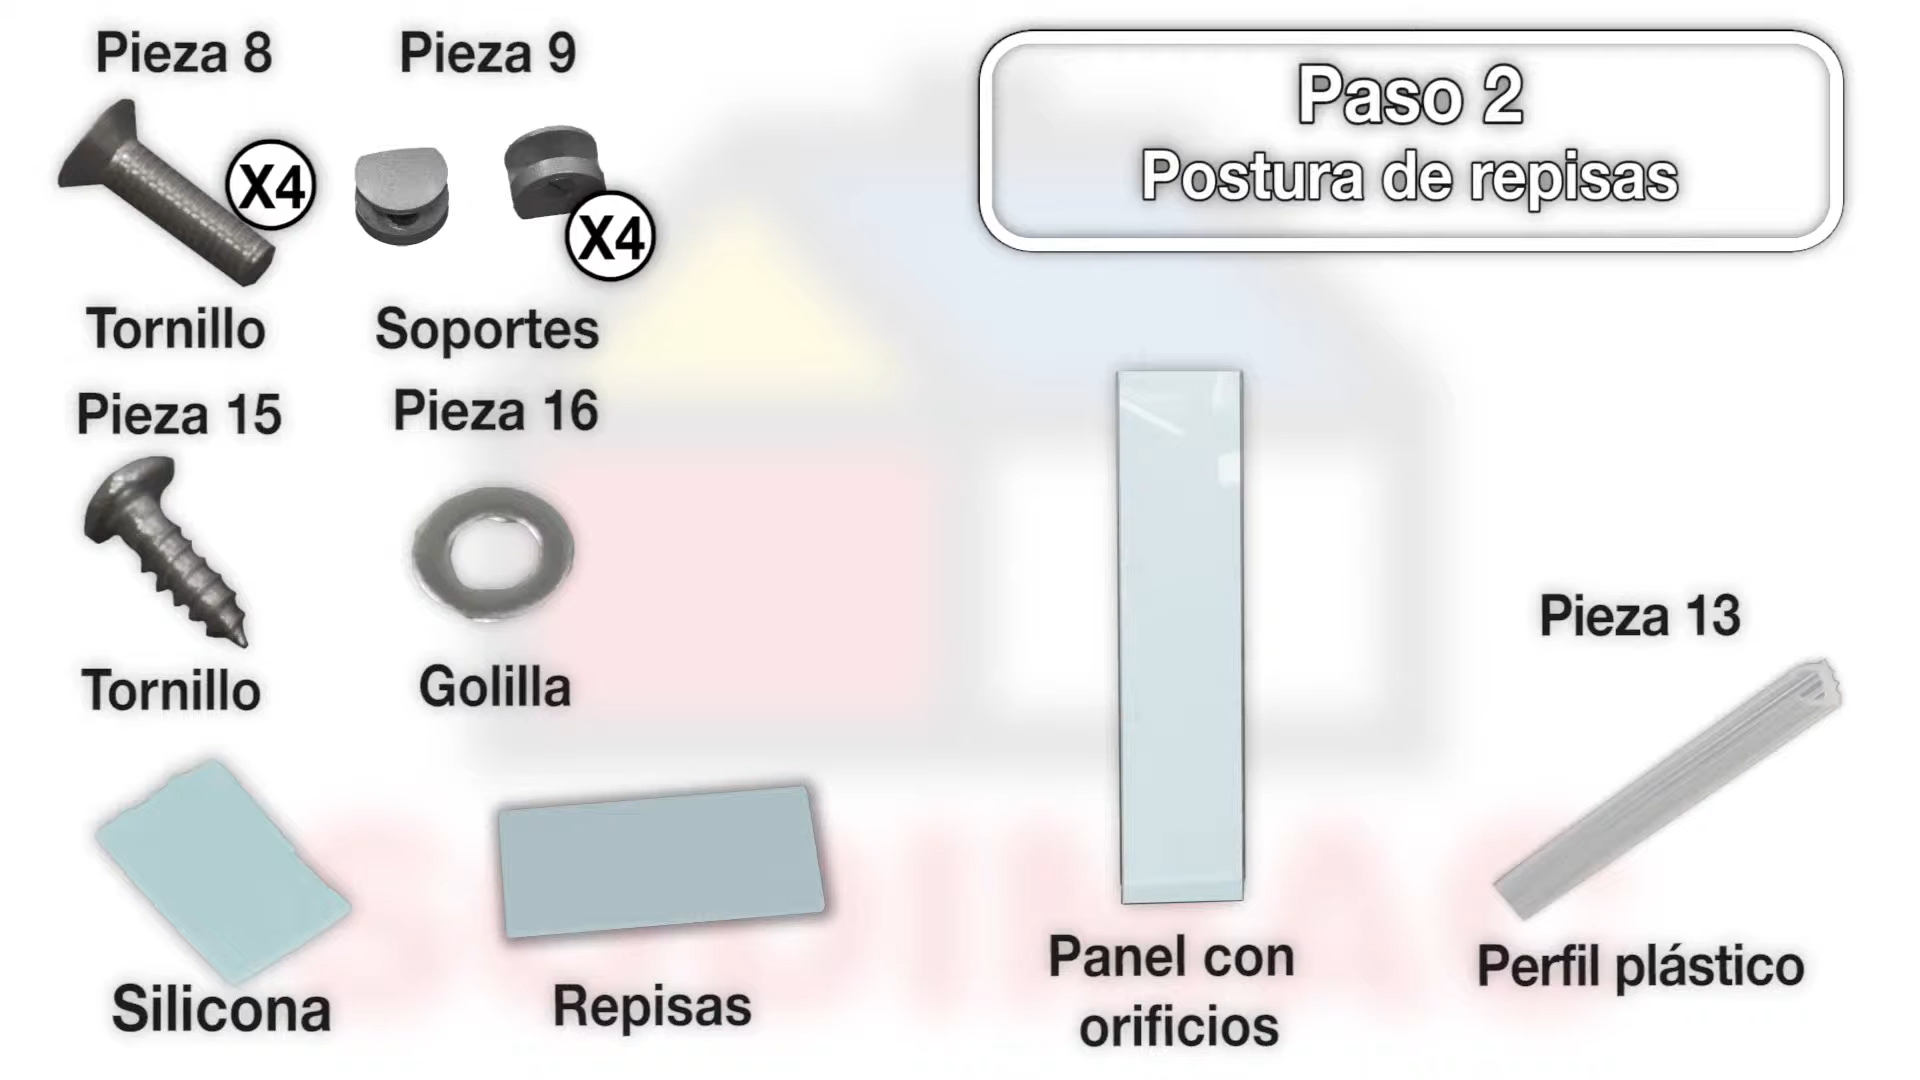 Pieza 8
Pieza 9
Paso 2
Postura de repisas
X4
X4
Tornillo
Soportes
Pieza 15
Pieza 16
Tornillo
Golilla
Pieza 13
Silicona
Repisas
Panel con
orificios
Perfil plástico